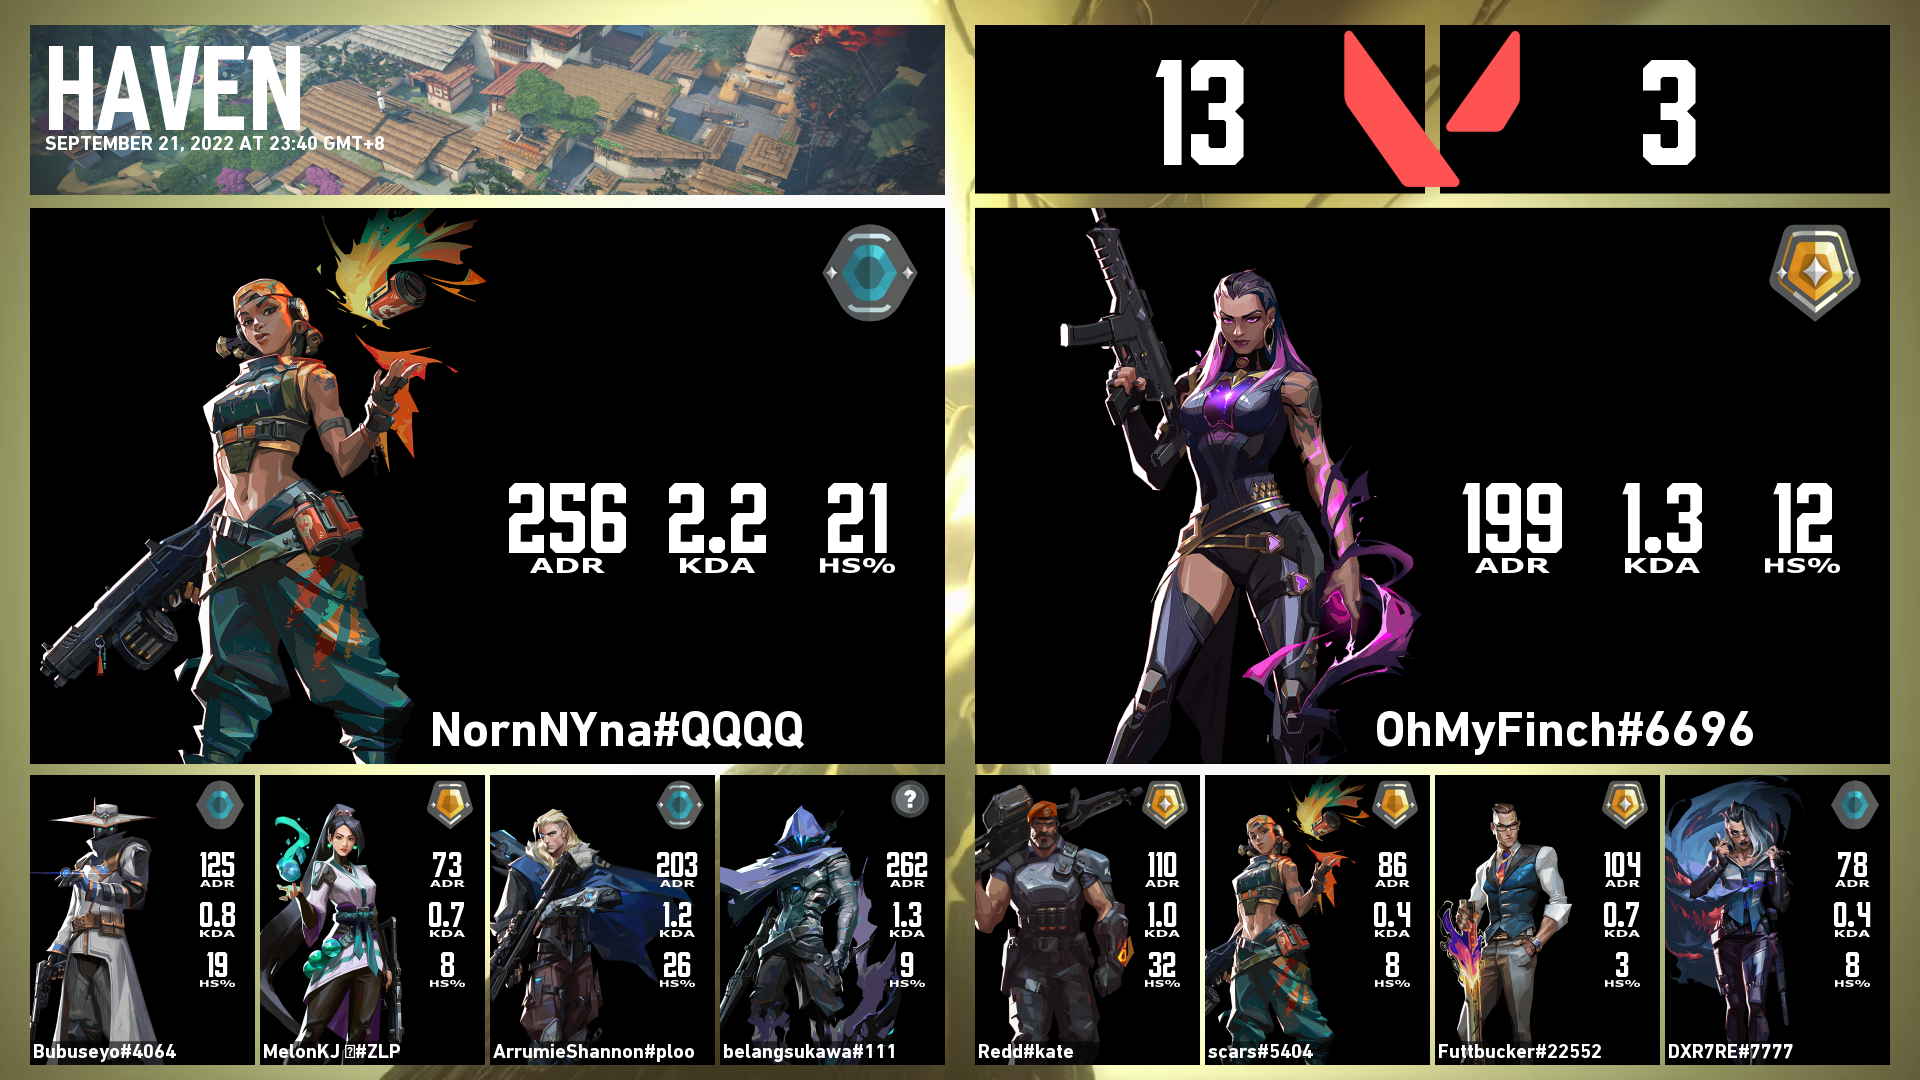 HAVEN
SEPTEMBER 21, 2022 AT 23:40 GMT+8
13
3
256 2.2 21
ADR KDA HS%
NornNYna#QQQQ
199 1.3 12
ADR KDA HS%
OhMyFinch#6696
125
ADR
0.8
KDA
19
HS%
Bubuseyo#4064
73
ADR
0.7
KDA
8
HS%
MelonKJ #ZLP
203
ADR
1.2
KDA
26
HS%
ArrumieShannon#ploo
?
262
ADR
1.3
KDA
9
HS%
belangsukawa#111
110
ADR
1.0
KDA
32
HS%
Redd#kate
86
ADR
0.4
KDA
8
HS%
scars#5404
104
ADR
0.7
KDA
3
HS%
Futtbucker#22552
78
ADR
0.4
KDA
8
HS%
DXR7RE#7777